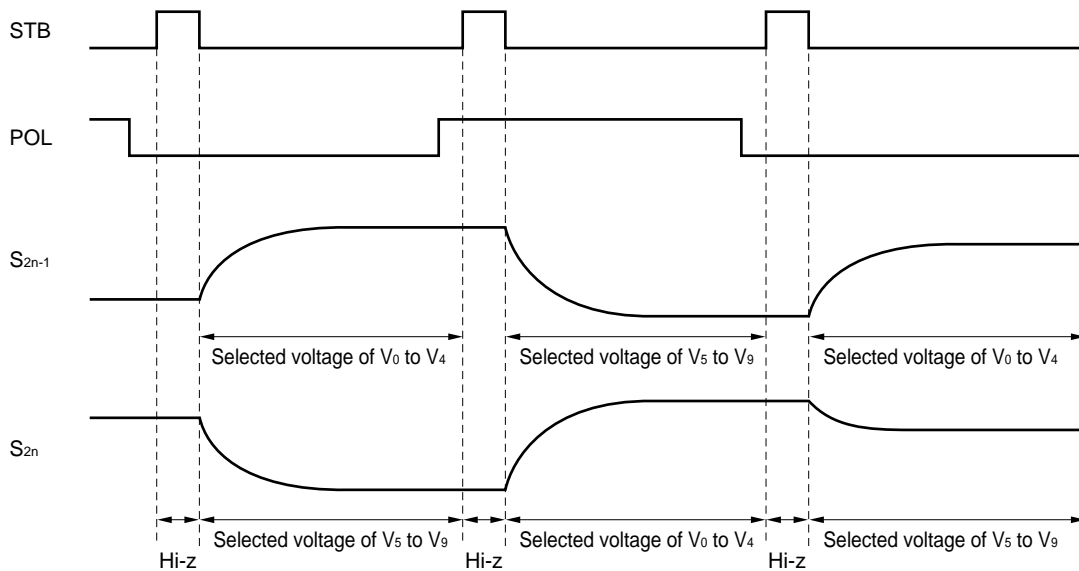 STB
POL
S2n-1
Selected voltage of V0 to V4 Selected voltage of V5 to V9 Selected voltage of V0 to V4
S2n
Selected voltage of V5 to V9 Selected voltage of V0 to V4 Selected voltage of V5 to V9
Hi-z Hi-z Hi-z